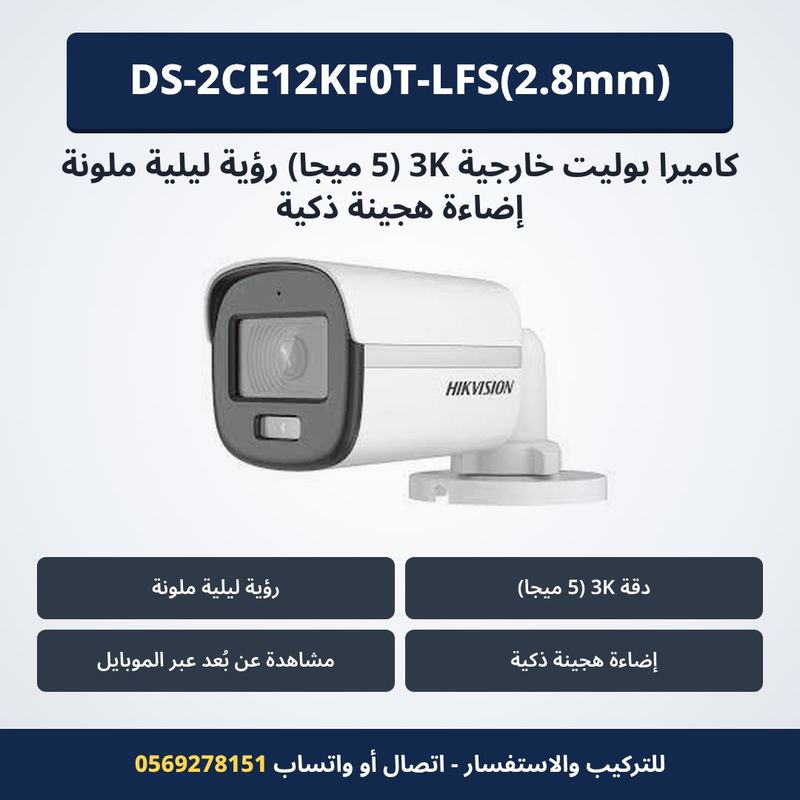 DS-2CE12KF0T-LFS(2.8mm)
كاميرا بوليت خارجية 3K (5 ميجا) رؤية ليلية ملونة
إضاءة هجينة ذكية
HIKVISION
دقة 3K (5 ميجا)
رؤية ليلية ملونة
إضاءة هجينة ذكية
مشاهدة عن بُعد عبر الموبايل
للتركيب والاستفسار - اتصال أو واتساب 0569278151